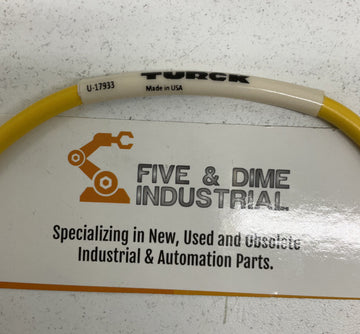 TURCK
U-17933
Made in USA
FIVE & DIME
INDUSTRIAL
Specializing in New, Used and Obsolete
Industrial & Automation Parts.